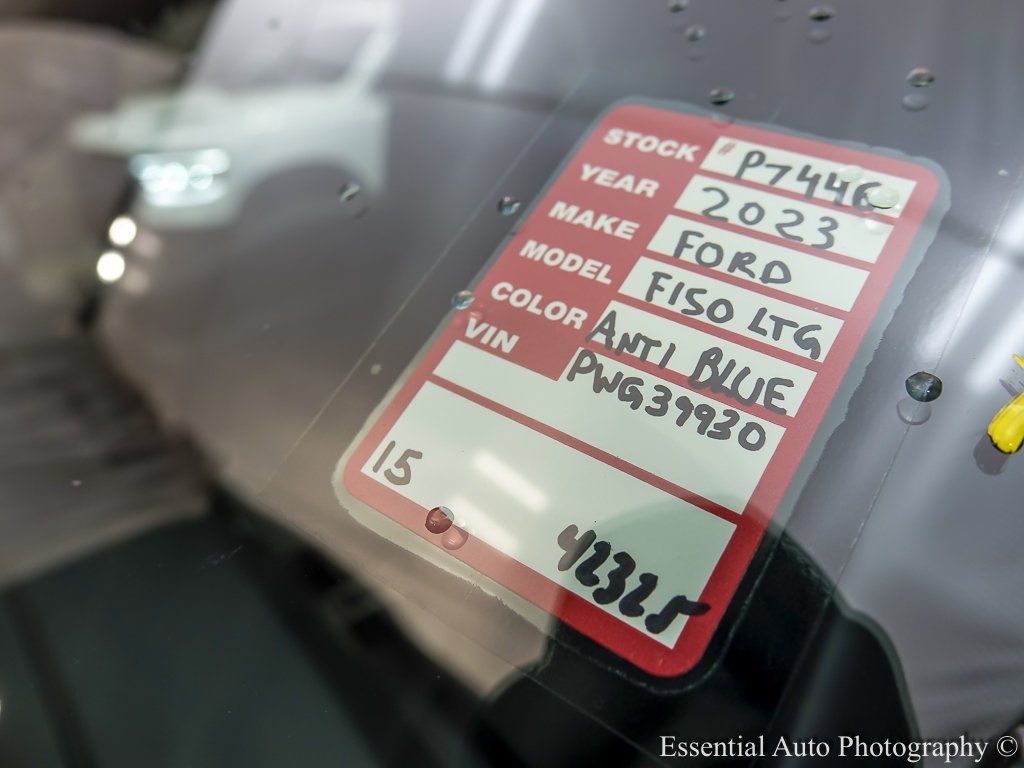 STOCK # P7446
YEAR 2023
MAKE FORD
MODEL F150 LTG
COLOR ANTI BLUE
VIN PWG39930
15
42325
Essential Auto Photography ©